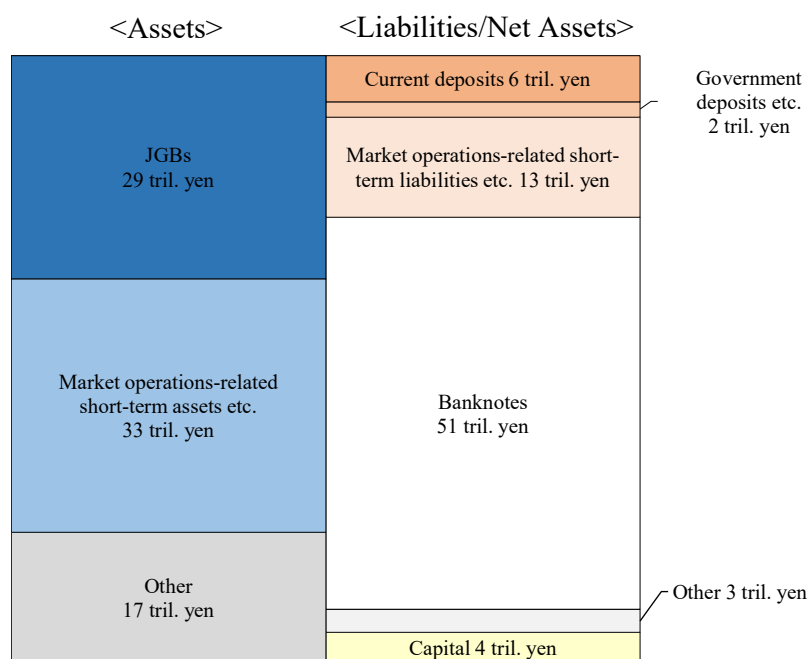 <Assets>
<Liabilities/Net Assets>
JGBs
29 tril. yen
Market operations-related
short-term assets etc.
33 tril. yen
Other
17 tril. yen
Current deposits 6 tril. yen
Government
deposits etc.
2 tril. yen
Market operations-related short-
term liabilities etc. 13 tril. yen
Banknotes
51 tril. yen
Other 3 tril. yen
Capital 4 tril. yen